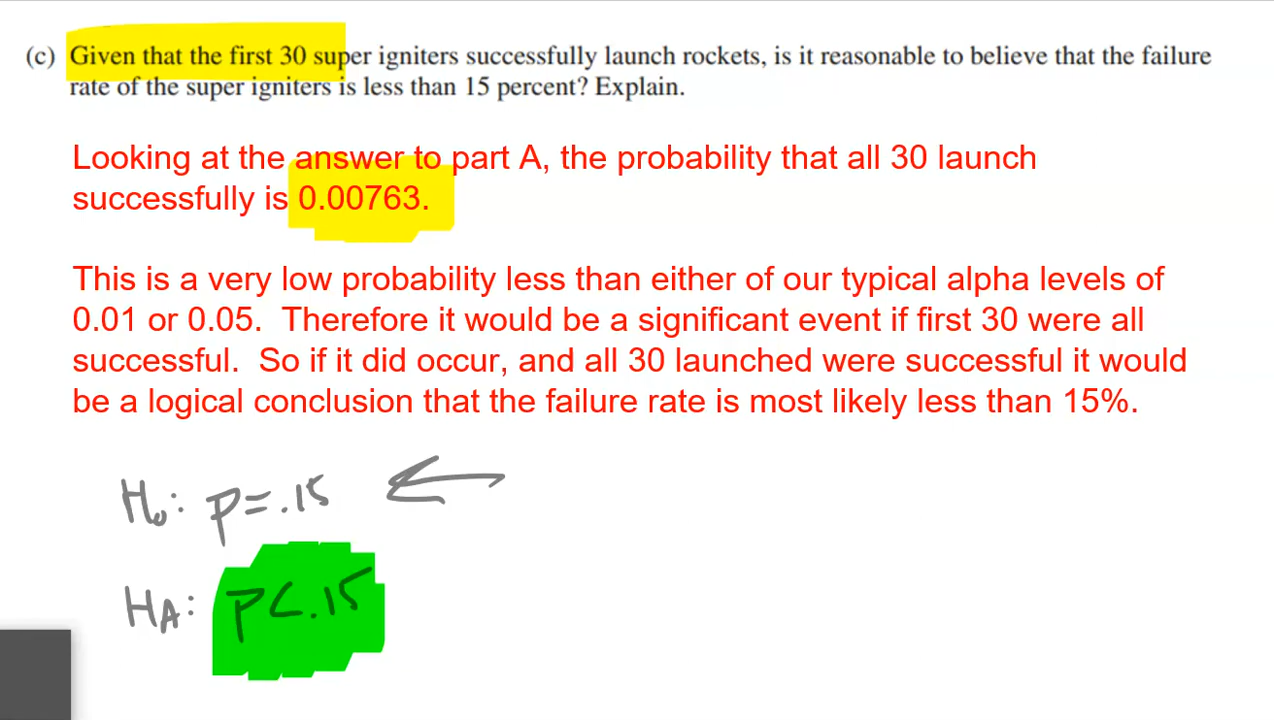 (c) Given that the first 30 super igniters successfully launch rockets, is it reasonable to believe that the failure
rate of the super igniters is less than 15 percent? Explain.
Looking at the answer to part A, the probability that all 30 launch
successfully is 0.00763.
This is a very low probability less than either of our typical alpha levels of
0.01 or 0.05. Therefore it would be a significant event if first 30 were all
successful. So if it did occur, and all 30 launched were successful it would
be a logical conclusion that the failure rate is most likely less than 15%.
H₀: p=.15
Hₐ: p<.15